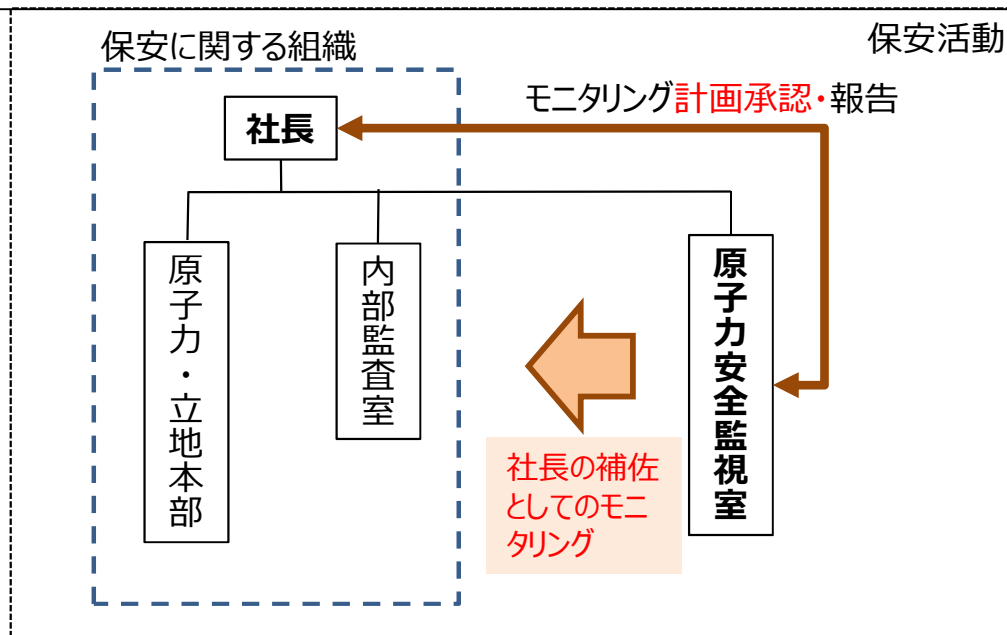 保安に関する組織
保安活動
モニタリング計画承認・報告
社長
原子力・立地本部
内部監査室
原子力安全監視室
社長の補佐
としてのモニ
タリング